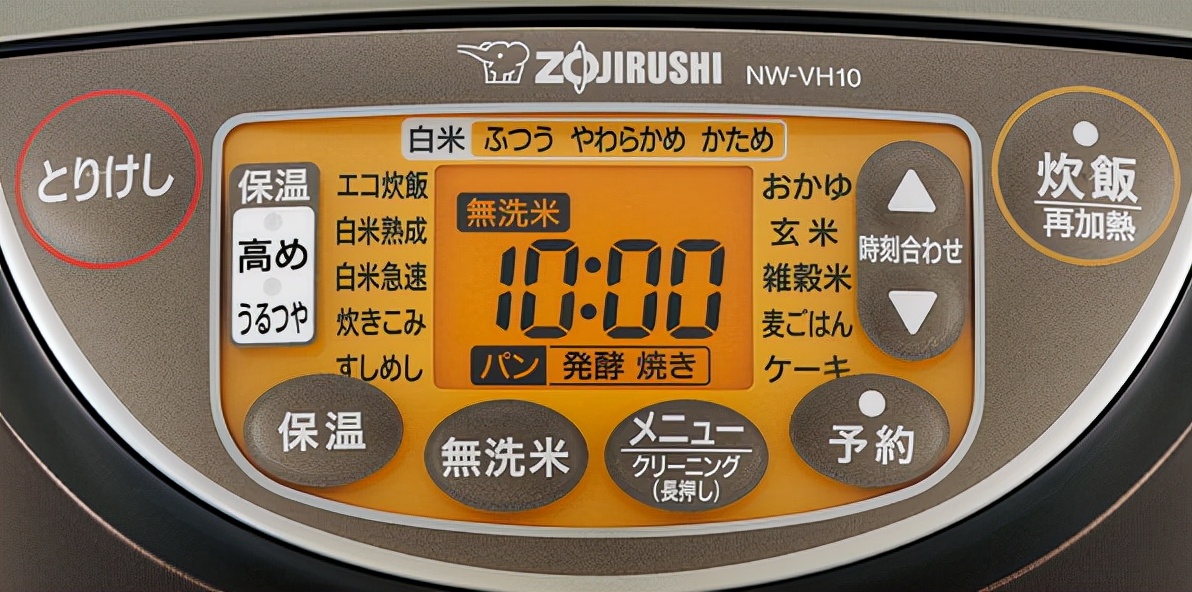 ZOJIRUSHI NW-VH10
とりけし
白米 ふつう やわらかめ かため
炊飯
再加熱
保温
高め
うるつや
エコ炊飯
白米熟成
白米急速
炊きこみ
すしめし
無洗米
10:00
パン 発酵 焼き
おかゆ
玄米
雑穀米
麦ごはん
ケーキ
時刻合わせ
保温
無洗米
メニュー
クリーニング
(長押し)
予約